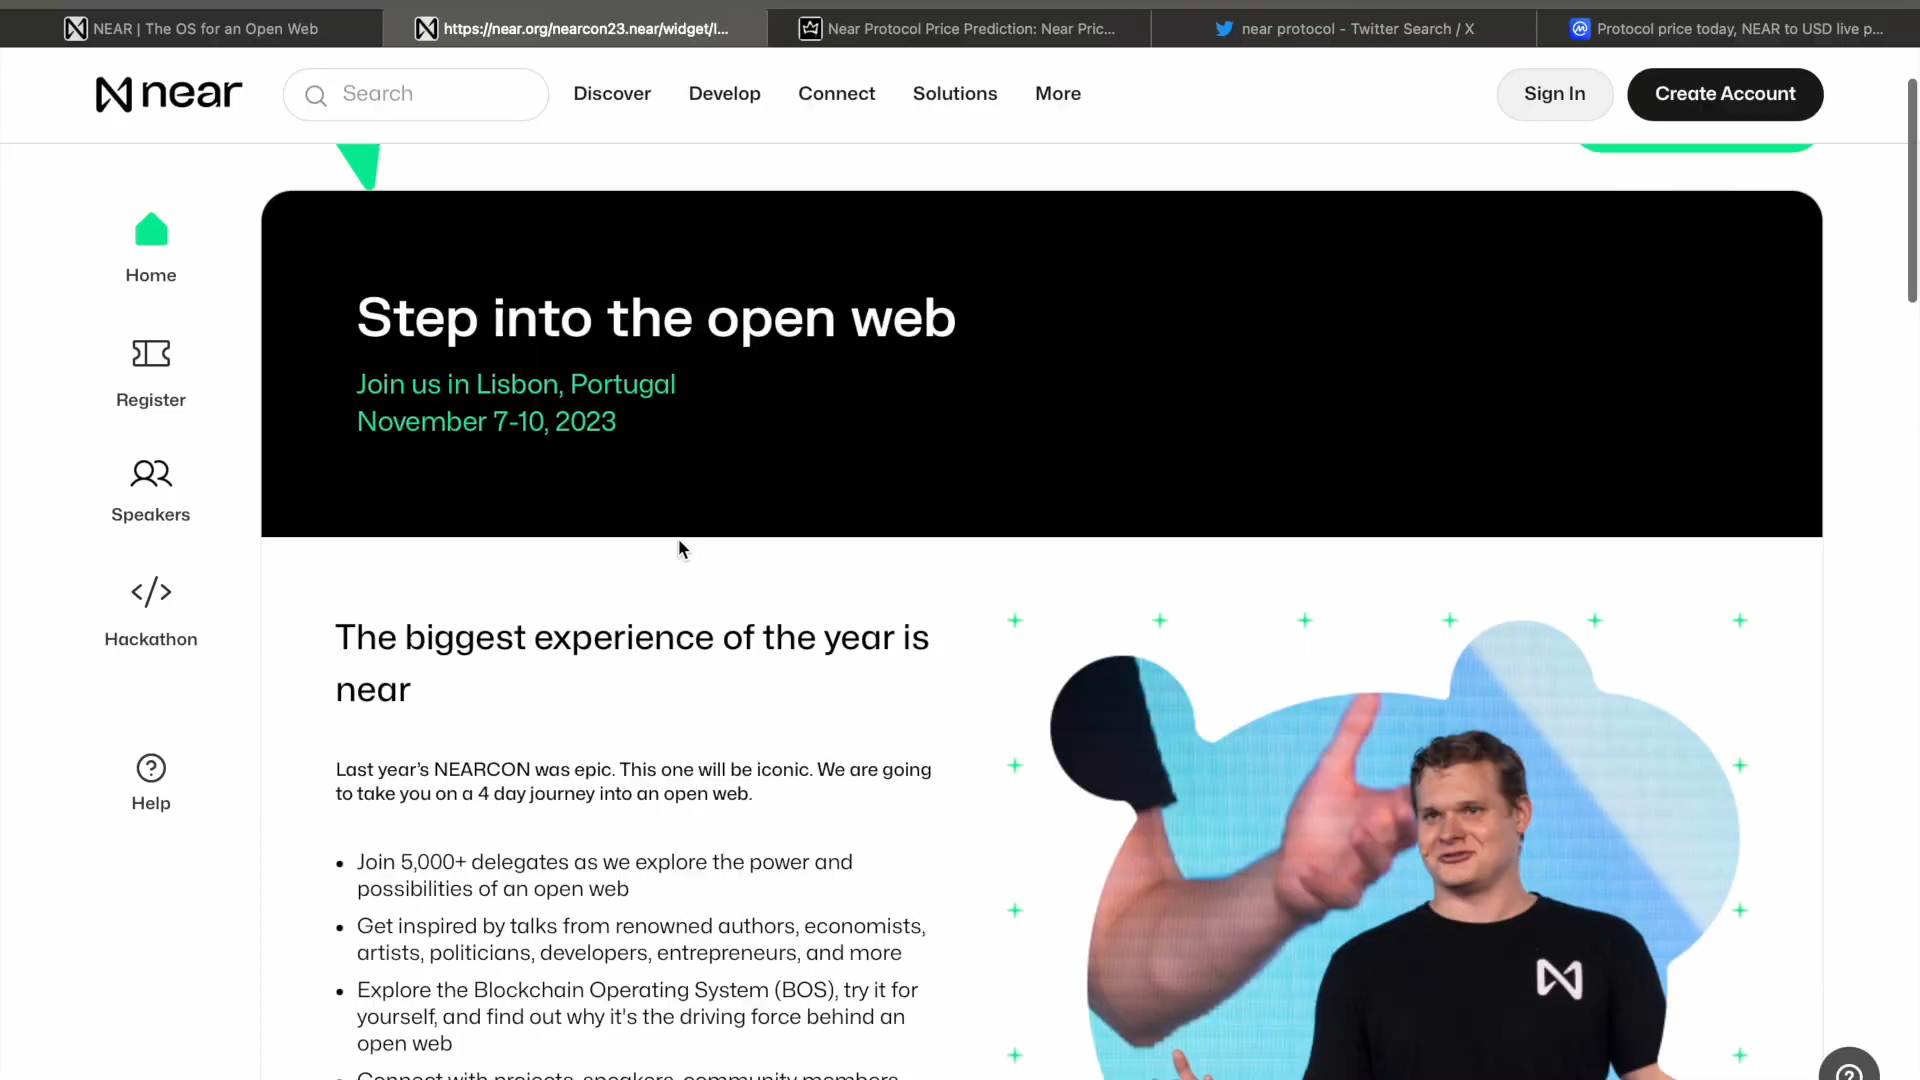 NEAR | The OS for an Open Web
https://near.org/nearcon23.near/widget/I...
Near Protocol Price Prediction: Near Pric...
near protocol - Twitter Search / X
Protocol price today, NEAR to USD live p...
near
Search
Discover
Develop
Connect
Solutions
More
Sign In
Create Account
Home
Register
Speakers
Hackathon
Help
Step into the open web
Join us in Lisbon, Portugal
November 7-10, 2023
The biggest experience of the year is
near
Last year's NEARCON was epic. This one will be iconic. We are going
to take you on a 4 day journey into an open web.
• Join 5,000+ delegates as we explore the power and
possibilities of an open web
• Get inspired by talks from renowned authors, economists,
artists, politicians, developers, entrepreneurs, and more
• Explore the Blockchain Operating System (BOS), try it for
yourself, and find out why it's the driving force behind an
open web
Connect with projects, speakers, community members